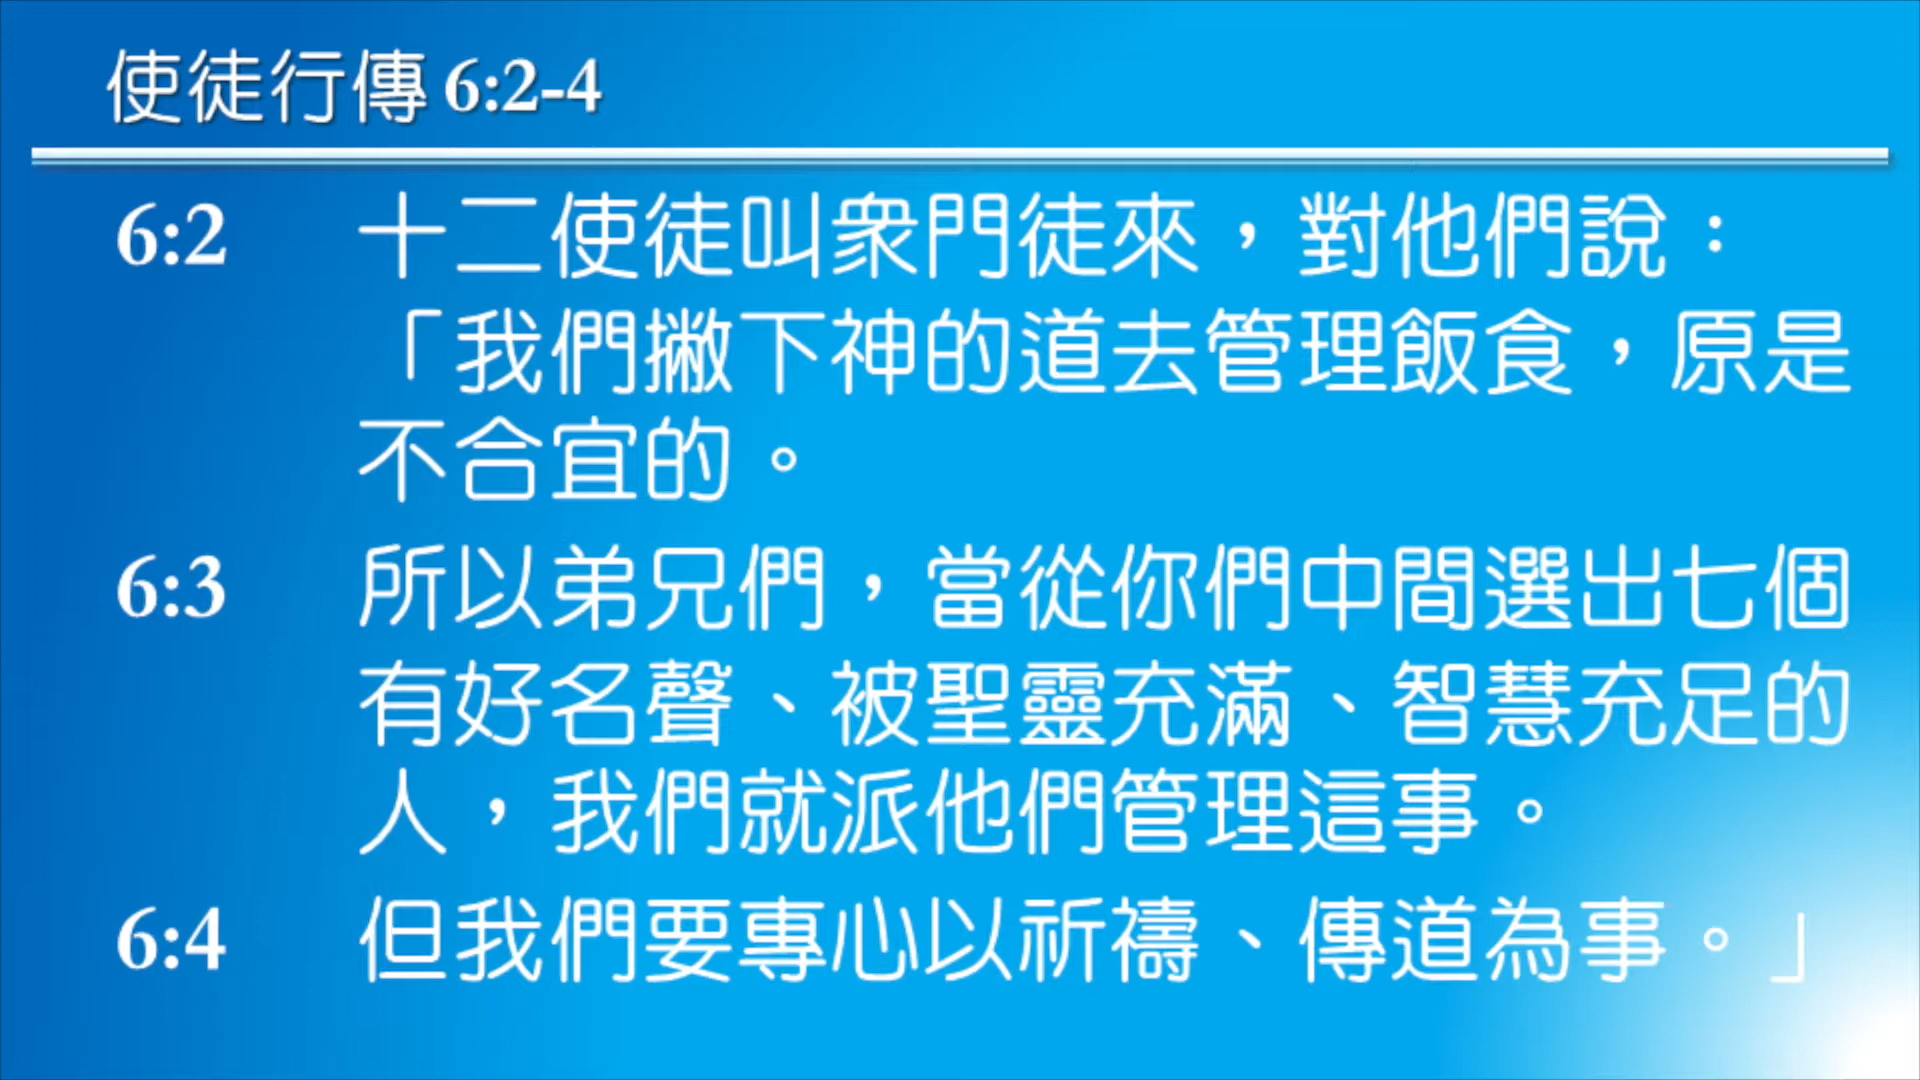 使徒行傳 6:2-4
6:2 十二使徒叫衆門徒來，對他們說：
「我們撇下神的道去管理飯食，原是
不合宜的。
6:3 所以弟兄們，當從你們中間選出七個
有好名聲、被聖靈充滿、智慧充足的
人，我們就派他們管理這事。
6:4 但我們要專心以祈禱、傳道為事。」